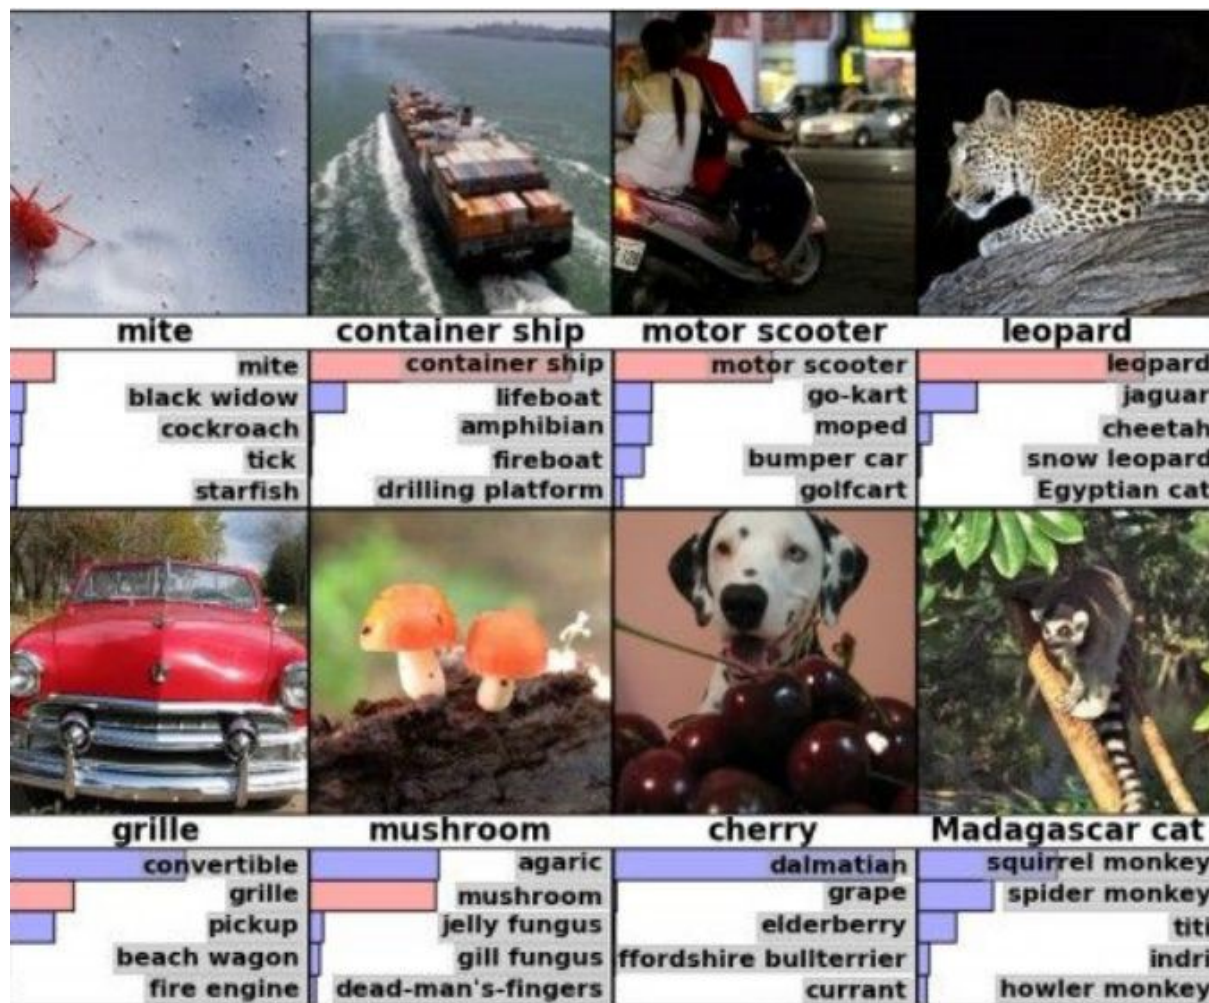 mite container ship motor scooter leopard
mite container ship motor scooter leopard
black widow lifeboat go-kart jaguar
cockroach amphibian moped cheetah
tick fireboat bumper car snow leopard
starfish drilling platform golfcart Egyptian cat
grille mushroom cherry Madagascar cat
convertible agaric dalmatian squirrel monkey
grille mushroom grape spider monkey
pickup jelly fungus elderberry titi
beach wagon gill fungus ffordshire bullterrier indri
fire engine dead-man's-fingers currant howler monkey